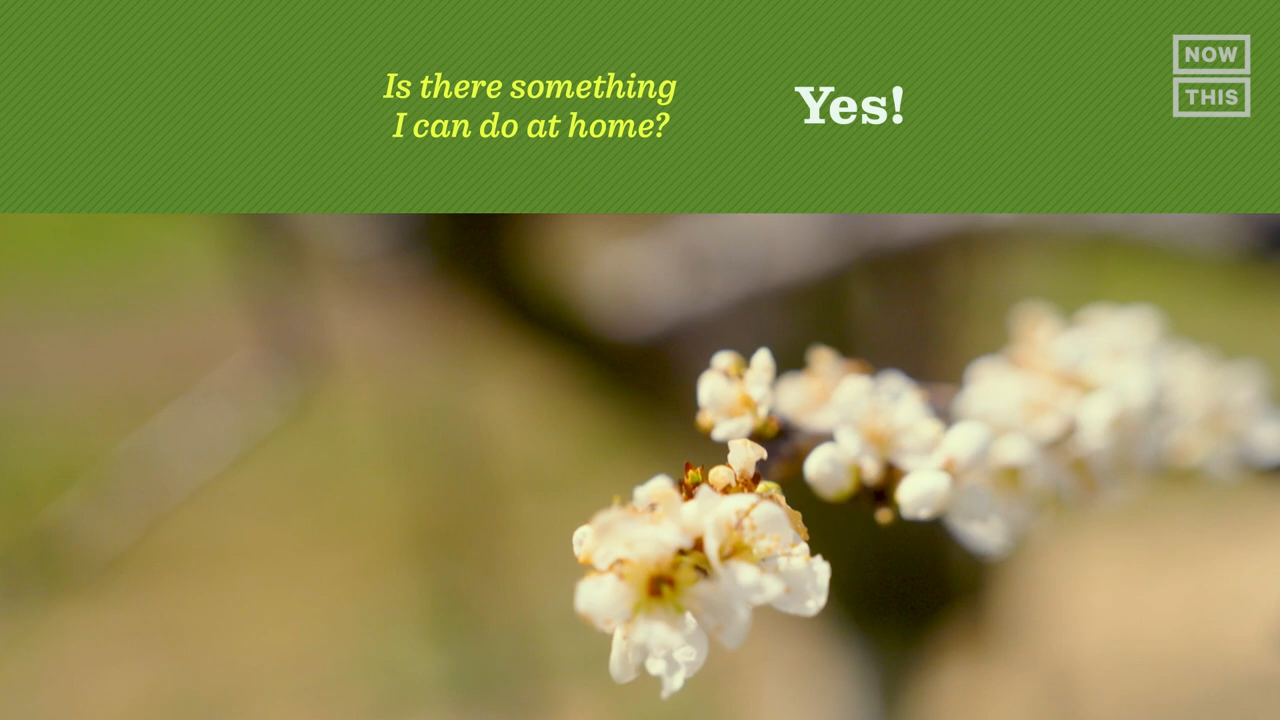 Is there something
I can do at home?
Yes!
NOW
THIS